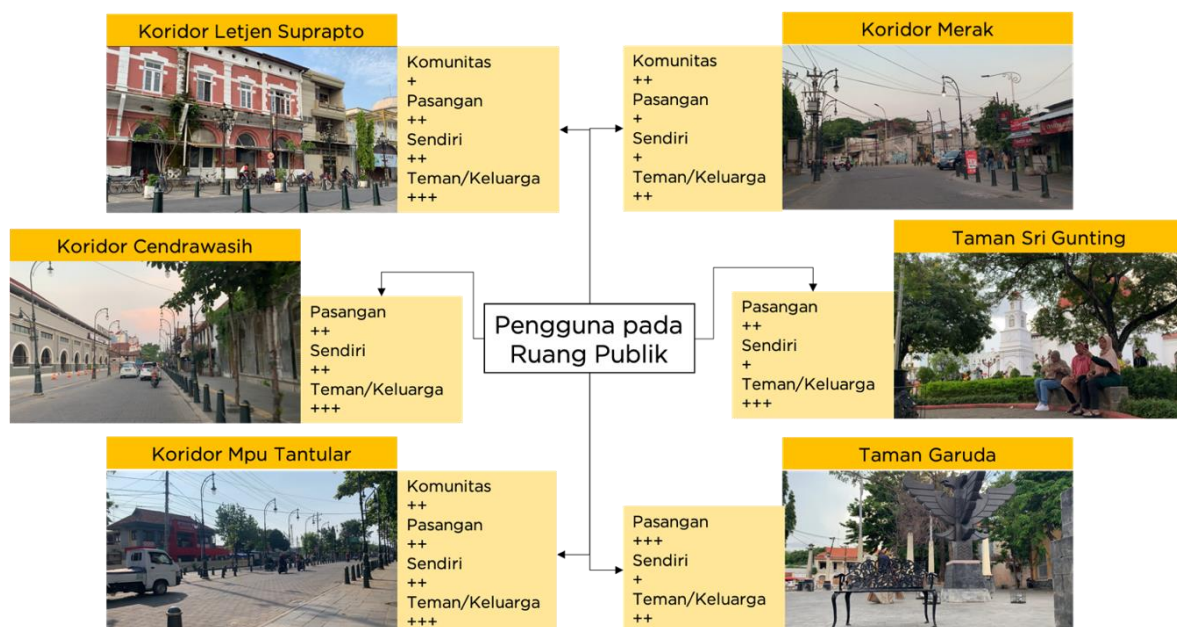 Koridor Letjen Suprapto
Komunitas
+
Pasangan
++
Sendiri
++
Teman/Keluarga
+++
Koridor Merak
Komunitas
++
Pasangan
+
Sendiri
+
Teman/Keluarga
++
Koridor Cendrawasih
Pasangan
++
Sendiri
++
Teman/Keluarga
+++
Pengguna pada
Ruang Publik
Taman Sri Gunting
Pasangan
++
Sendiri
+
Teman/Keluarga
+++
Koridor Mpu Tantular
Komunitas
++
Pasangan
++
Sendiri
++
Teman/Keluarga
+++
Taman Garuda
Pasangan
+++
Sendiri
+
Teman/Keluarga
++